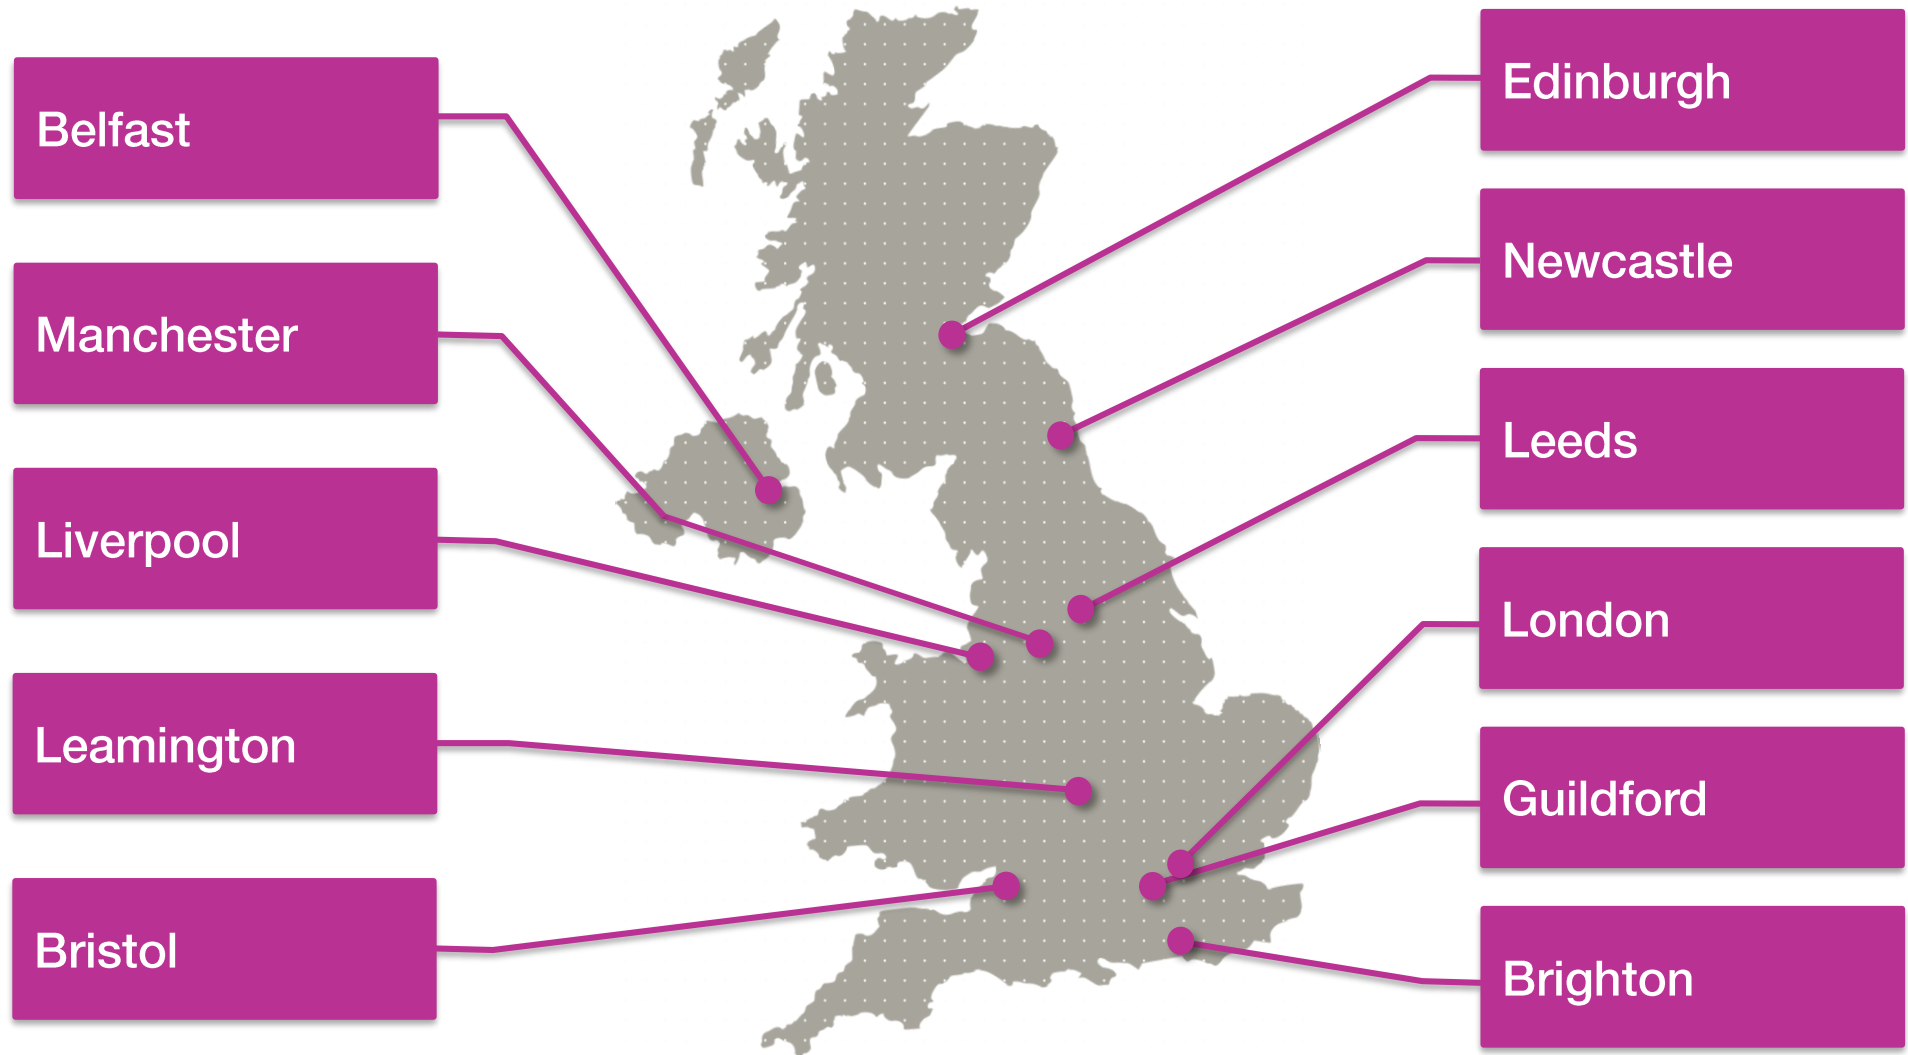 Belfast
Manchester
Liverpool
Leamington
Bristol
Edinburgh
Newcastle
Leeds
London
Guildford
Brighton